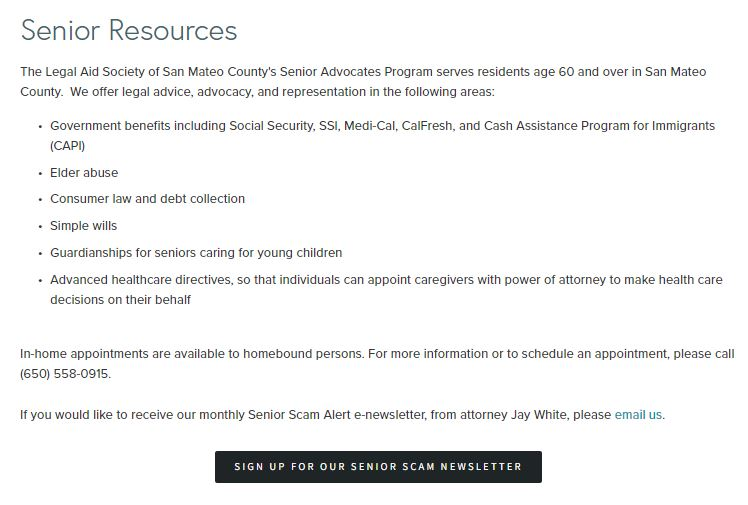 Senior Resources
The Legal Aid Society of San Mateo County's Senior Advocates Program serves residents age 60 and over in San Mateo
County.  We offer legal advice, advocacy, and representation in the following areas:
• Government benefits including Social Security, SSI, Medi-Cal, CalFresh, and Cash Assistance Program for Immigrants
(CAPI)
• Elder abuse
• Consumer law and debt collection
• Simple wills
• Guardianships for seniors caring for young children
• Advanced healthcare directives, so that individuals can appoint caregivers with power of attorney to make health care
decisions on their behalf
In-home appointments are available to homebound persons. For more information or to schedule an appointment, please call
(650) 558-0915.
If you would like to receive our monthly Senior Scam Alert e-newsletter, from attorney Jay White, please email us.
SIGN UP FOR OUR SENIOR SCAM NEWSLETTER